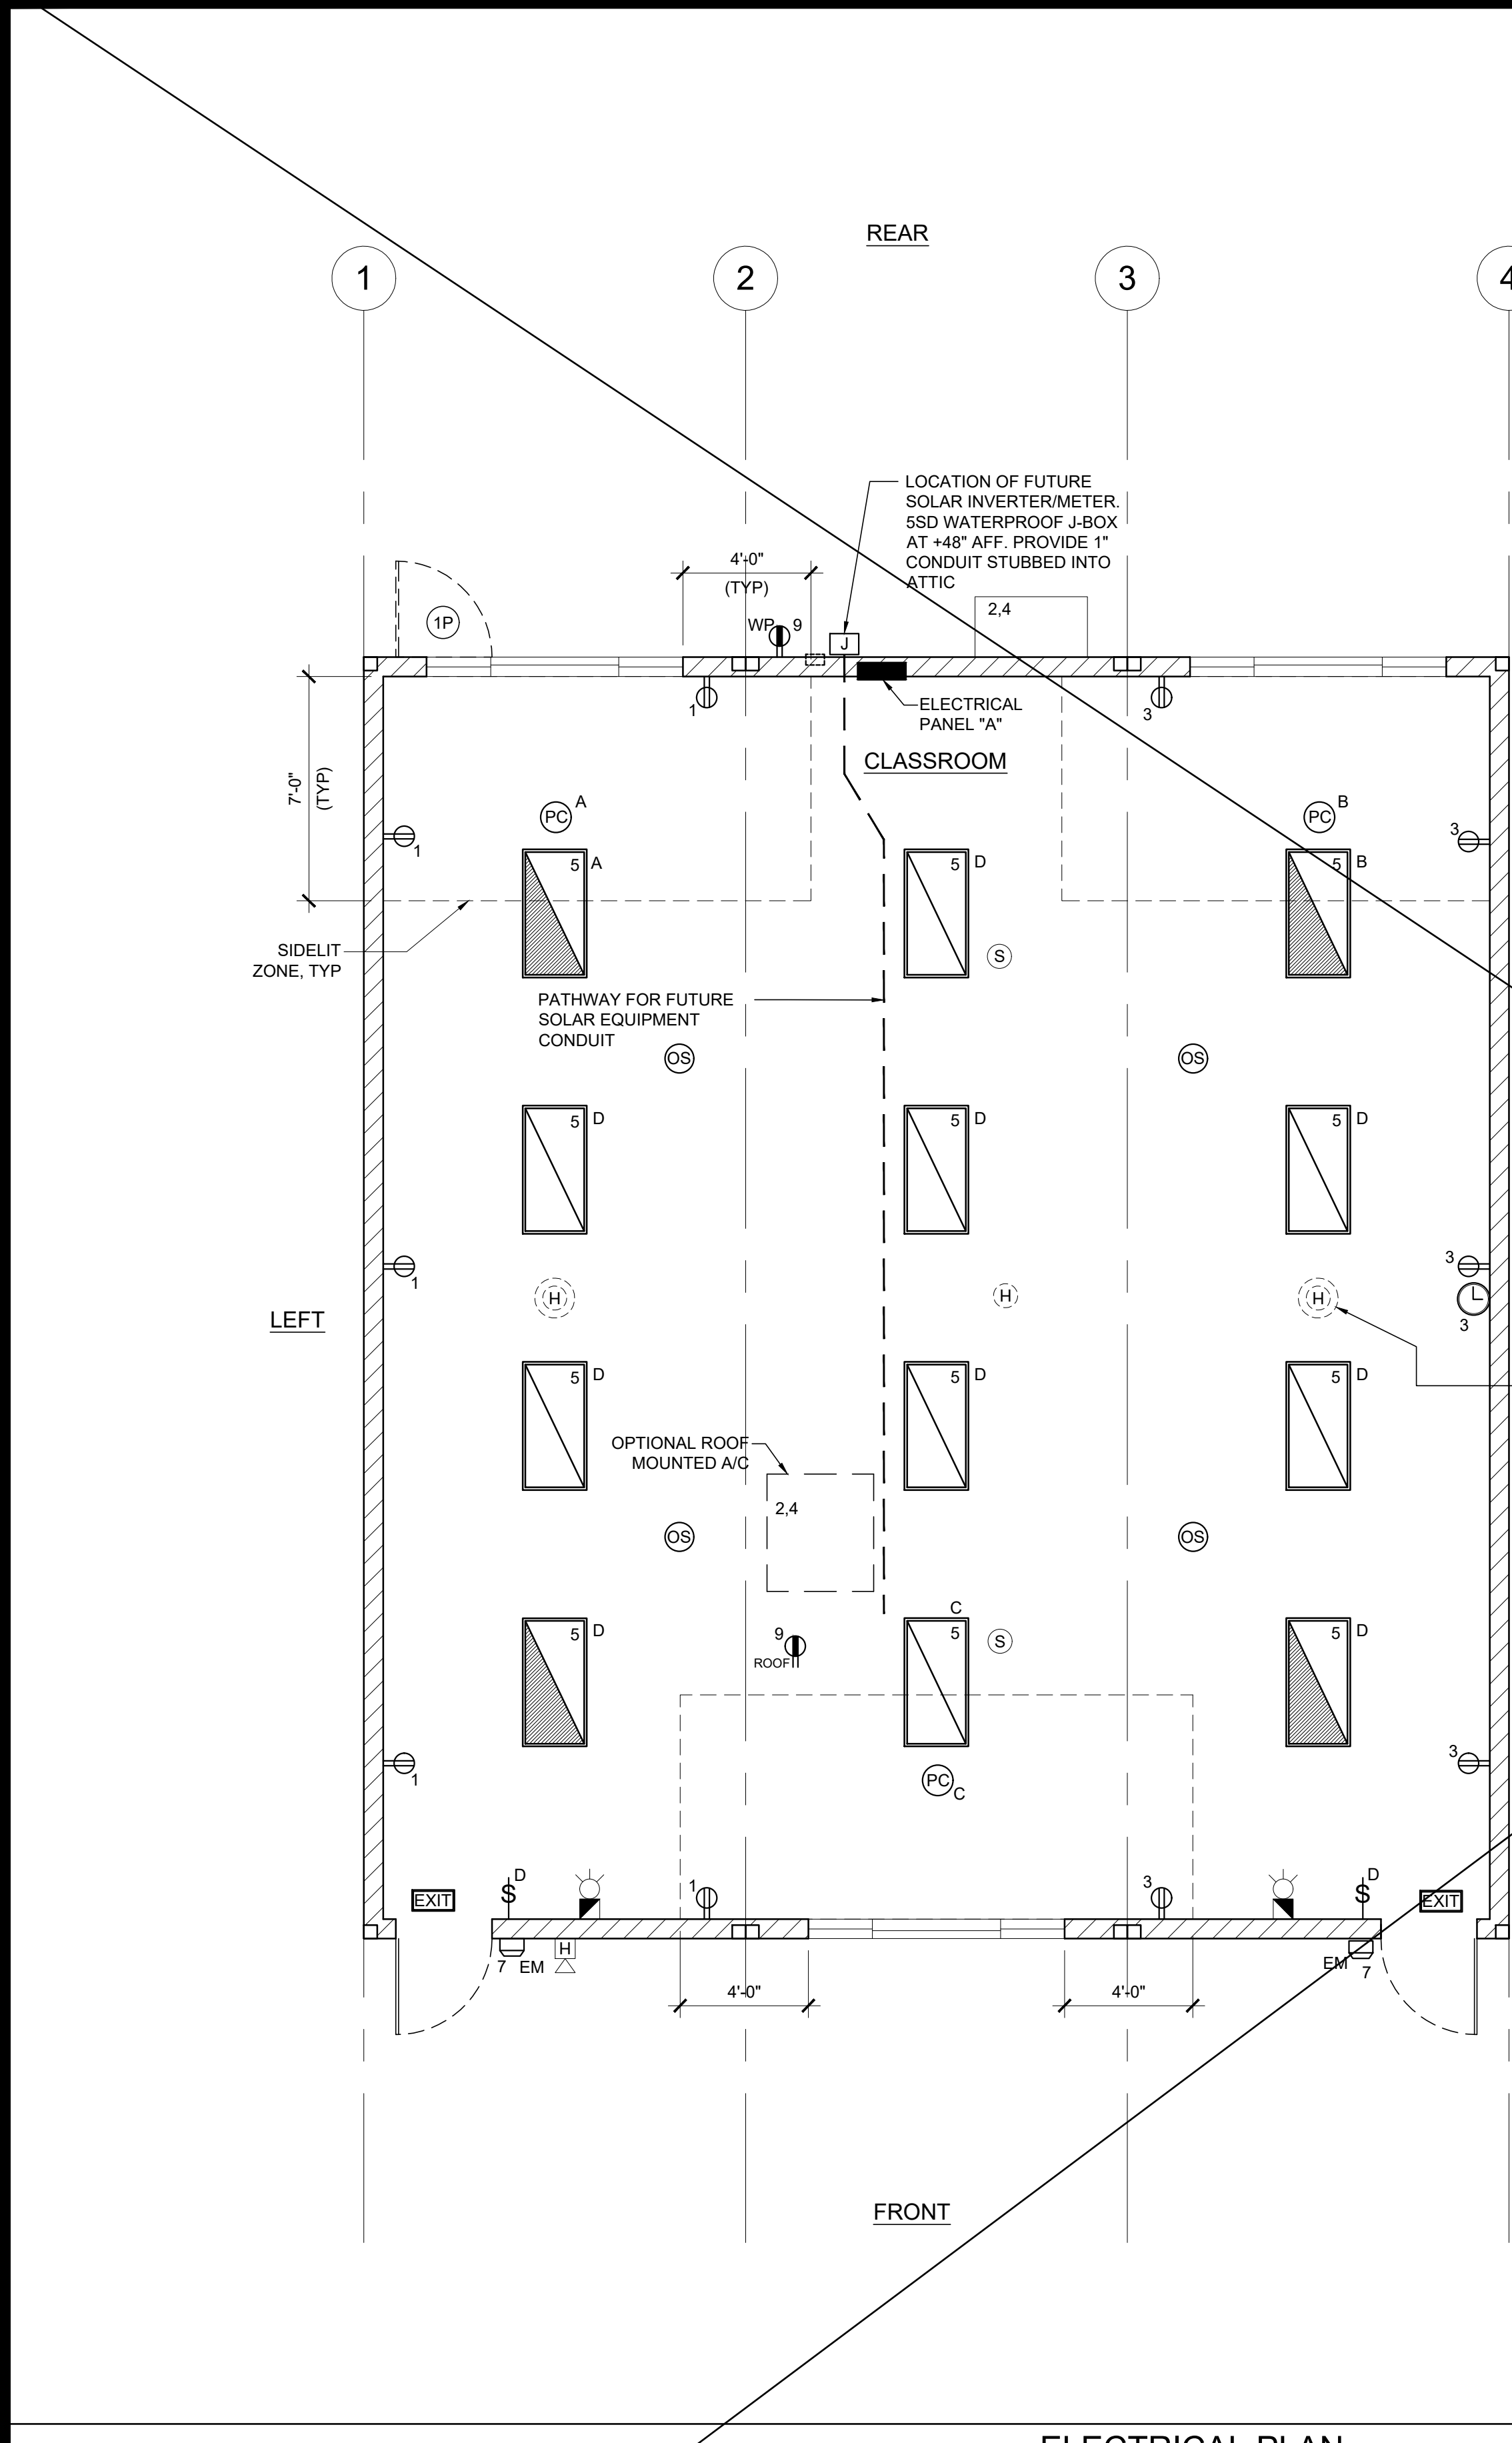 REAR
1
2
3
4
LOCATION OF FUTURE
SOLAR INVERTER/METER.
5SD WATERPROOF J-BOX
AT +48" AFF. PROVIDE 1"
CONDUIT STUBBED INTO
ATTIC
4'-0"
(TYP)
2,4
1P
WP
9
J
1
ELECTRICAL
PANEL "A"
3
CLASSROOM
7'-0"
(TYP)
PC A
PC B
1
3
5 A
5 D
5 B
SIDELIT
ZONE, TYP
S
PATHWAY FOR FUTURE
SOLAR EQUIPMENT
CONDUIT
OS
OS
5 D
5 D
5 D
1
3
H
H
H
LEFT
3
5 D
5 D
5 D
OPTIONAL ROOF
MOUNTED A/C
2,4
OS
OS
C
5 D
5
5 D
9
ROOF
S
1
3
PC C
EXIT
S D
1
3
S D
EXIT
7 EM
H
EM 7
4'-0"
4'-0"
FRONT